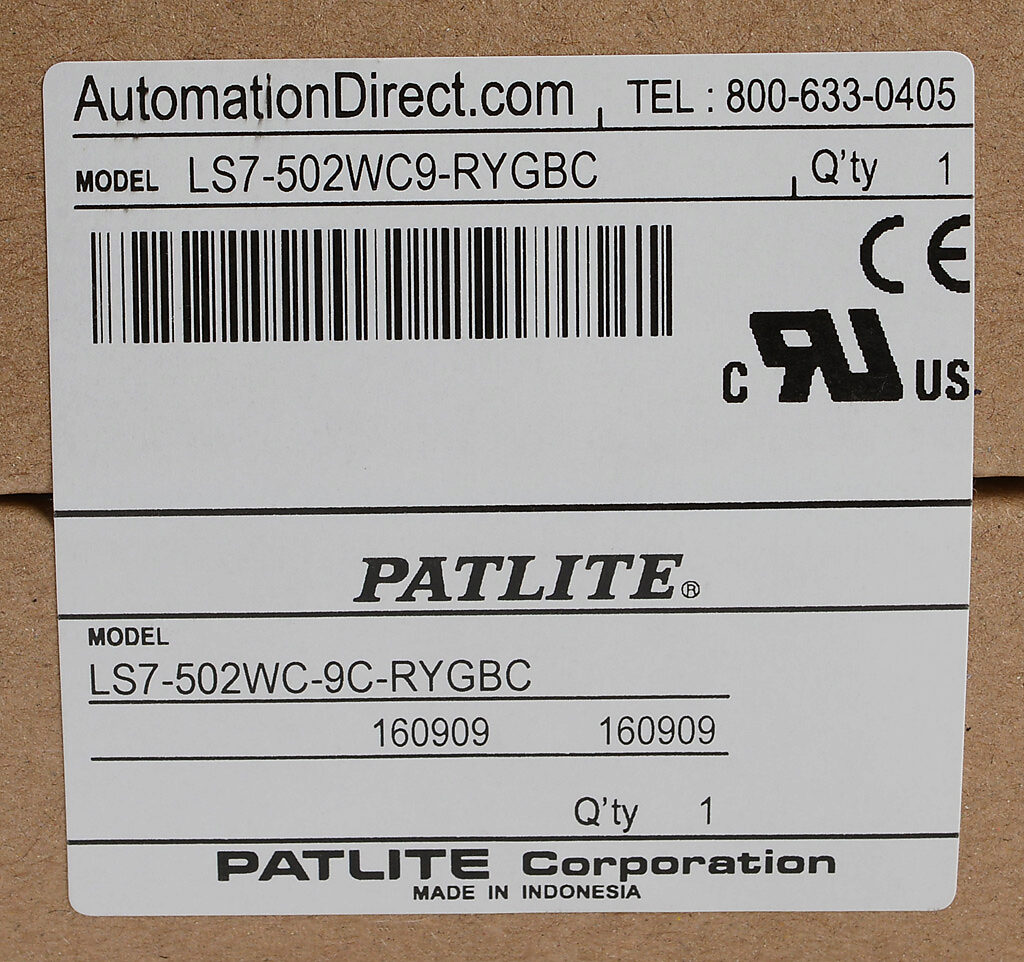 AutomationDirect.com TEL : 800-633-0405
MODEL LS7-502WC9-RYGBC Q'ty 1
CE
C RU US
PATLITE®
MODEL
LS7-502WC-9C-RYGBC
160909 160909
Q'ty 1
PATLITE Corporation
MADE IN INDONESIA